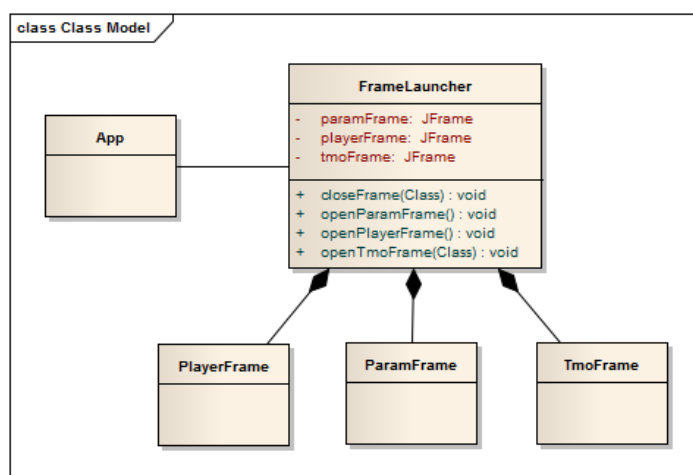 class Class Model
FrameLauncher
- paramFrame: JFrame
- playerFrame: JFrame
- tmoFrame: JFrame
+ closeFrame(Class) : void
+ openParamFrame() : void
+ openPlayerFrame() : void
+ openTmoFrame(Class) : void
App
PlayerFrame
ParamFrame
TmoFrame